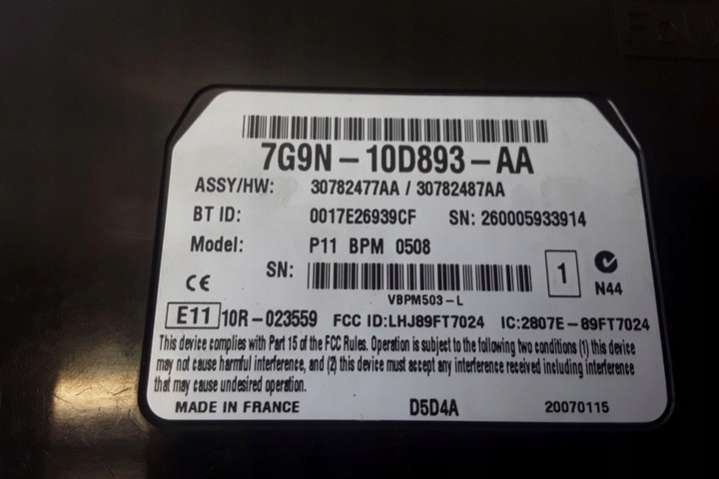 7G9N-10D893-AA
ASSY/HW: 30782477AA / 30782487AA
BT ID: 0017E26939CF SN: 260005933914
Model: P11 BPM 0508
SN: 1
VBPM503-L
CE N44
E11 10R-023559 FCC ID:LHJ89FT7024 IC:2807E-89FT7024
This device complies with Part 15 of the FCC Rules. Operation is subject to the following two conditions (1) this device
may not cause harmful interference, and (2) this device must accept any interference received including interference
that may cause undesired operation.
MADE IN FRANCE D5D4A 20070115